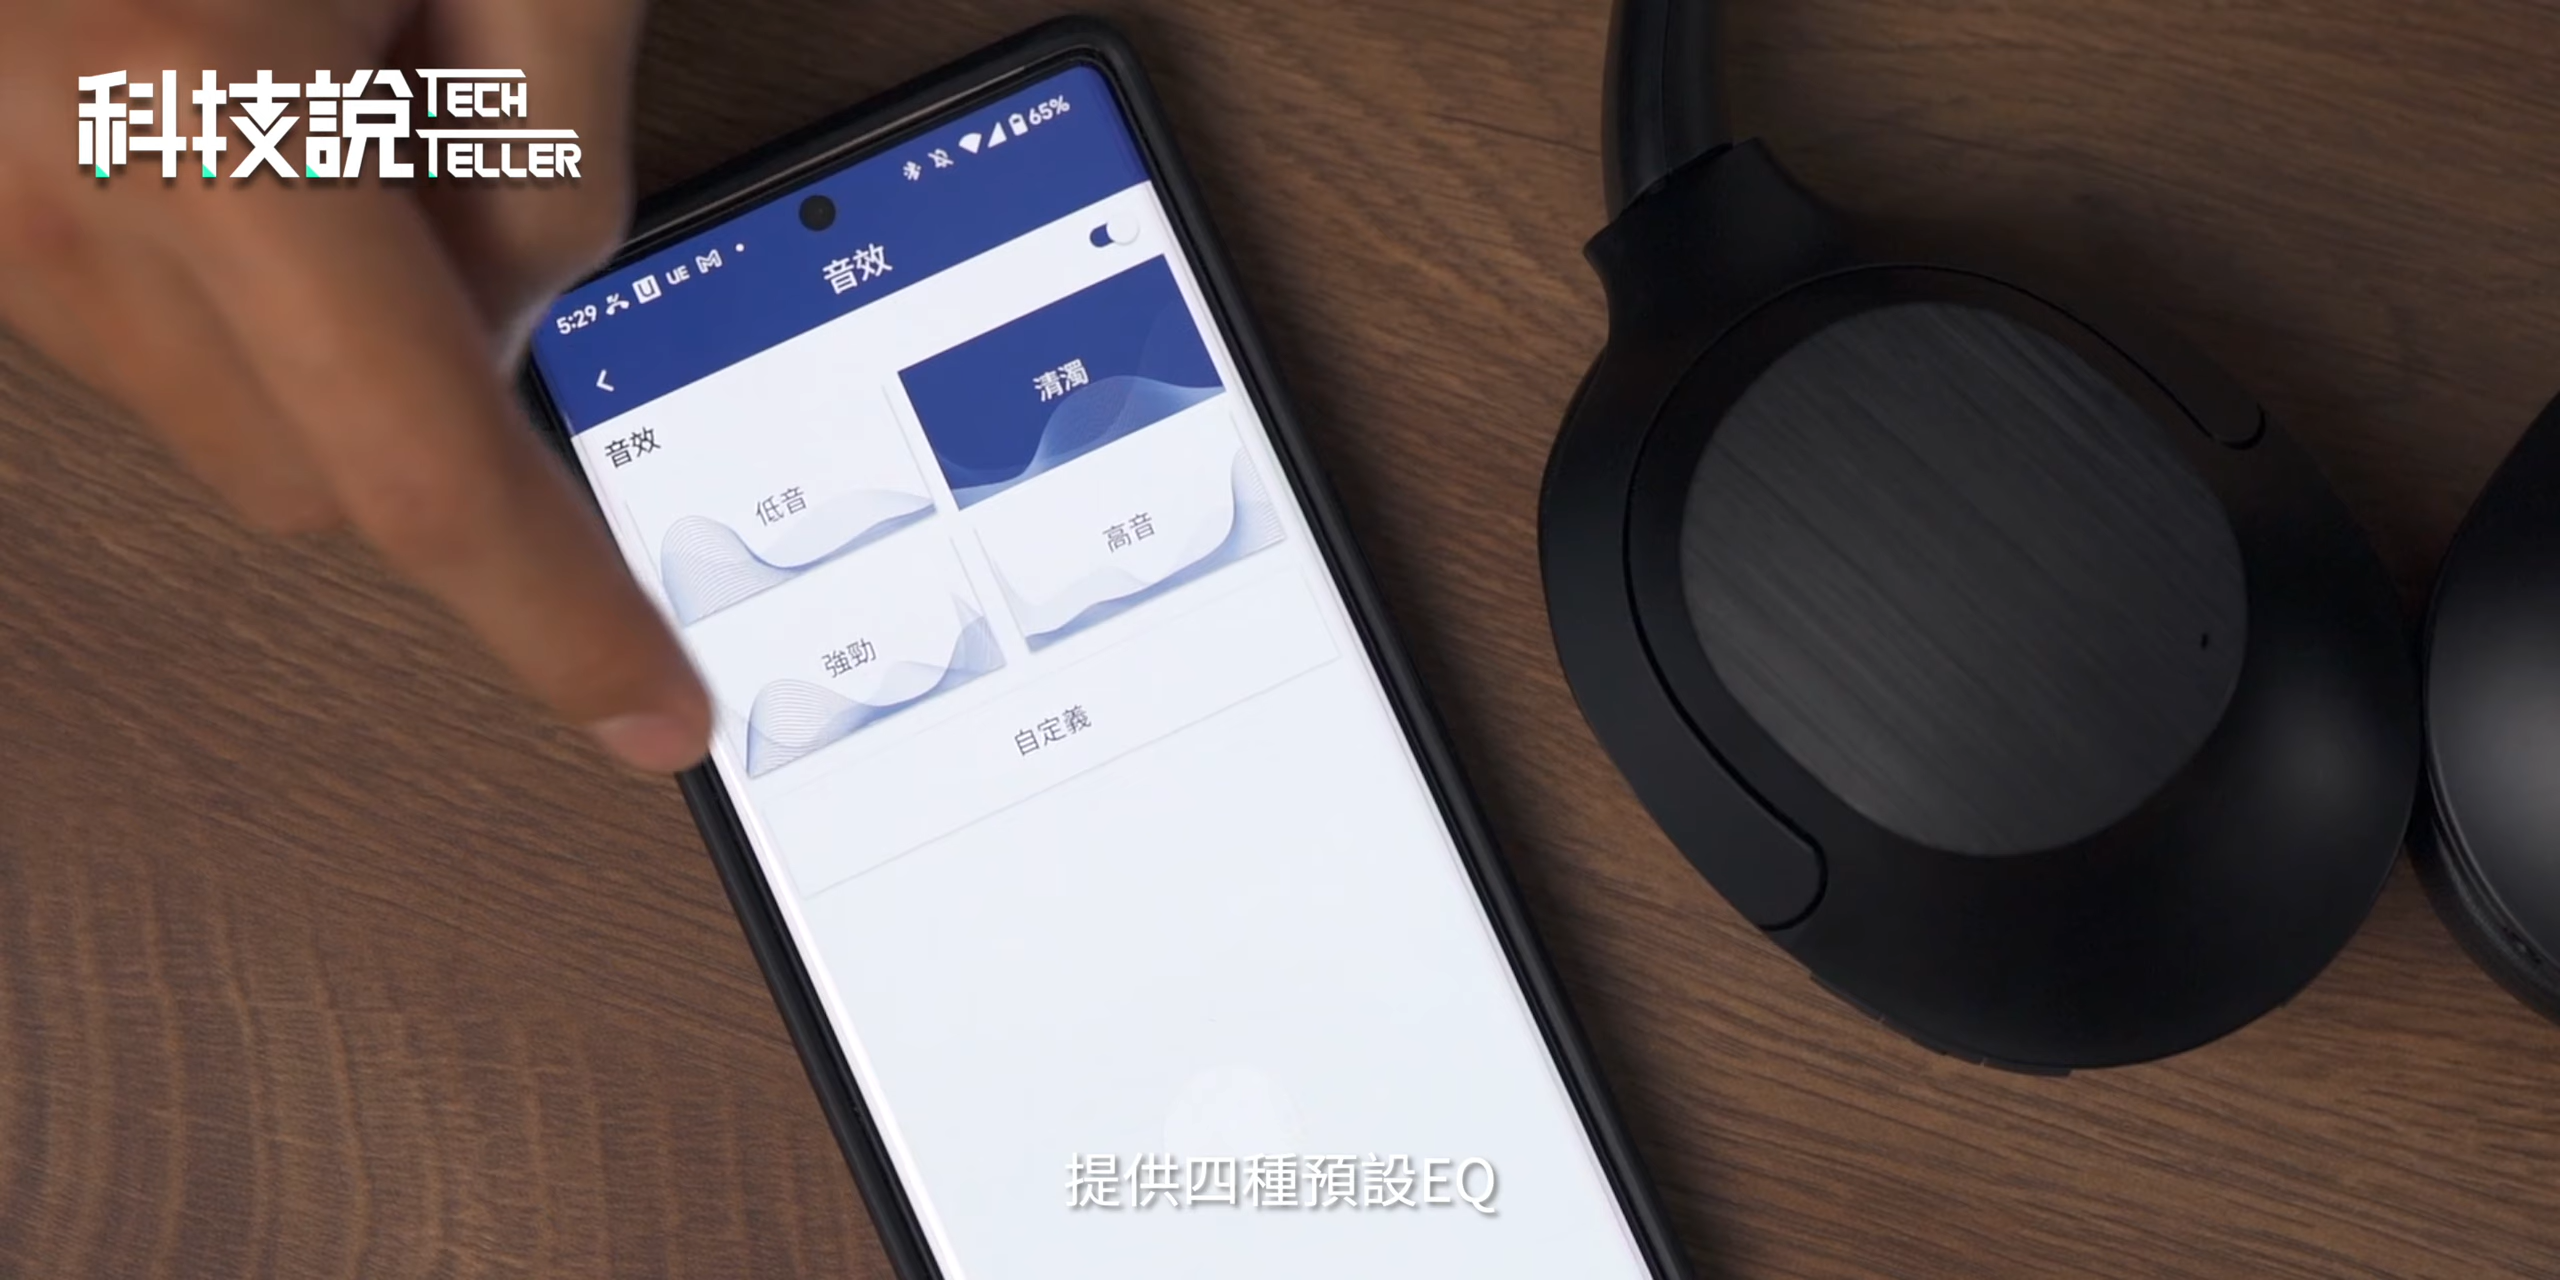 科技說 TECH TELLER
5:29 UE 65%
音效
音效
低音
清濁
強勁
高音
自定義
提供四種預設EQ